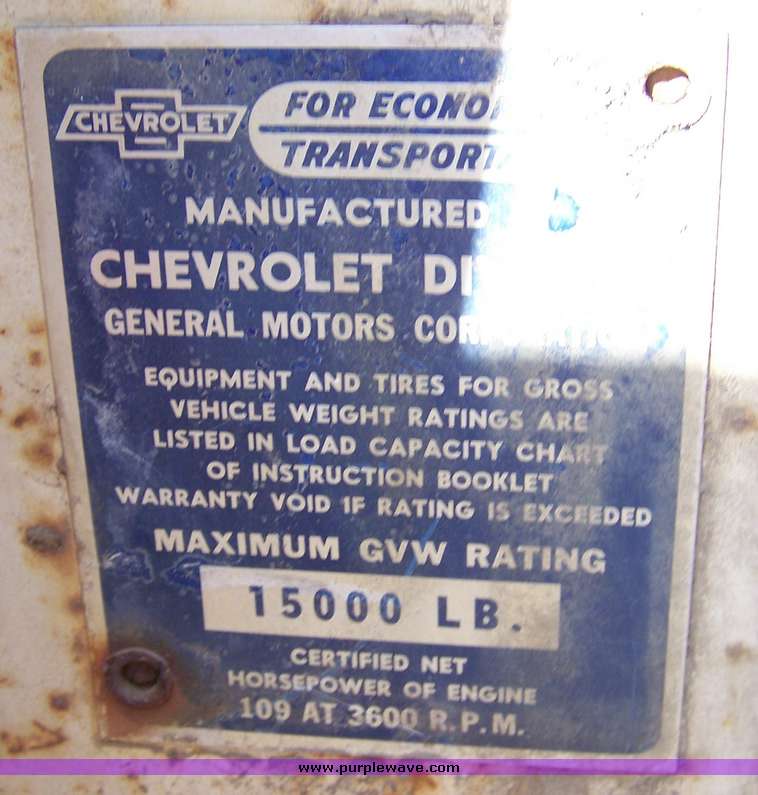 CHEVROLET
FOR ECONO
TRANSPORT
MANUFACTURED
CHEVROLET DI
GENERAL MOTORS
EQUIPMENT AND TIRES FOR GROSS
VEHICLE WEIGHT RATINGS ARE
LISTED IN LOAD CAPACITY CHART
OF INSTRUCTION BOOKLET
WARRANTY VOID IF RATING IS EXCEEDED
MAXIMUM GVW RATING
15000 LB.
CERTIFIED NET
HORSEPOWER OF ENGINE
109 AT 3600 R.P.M.
www.purplewave.com